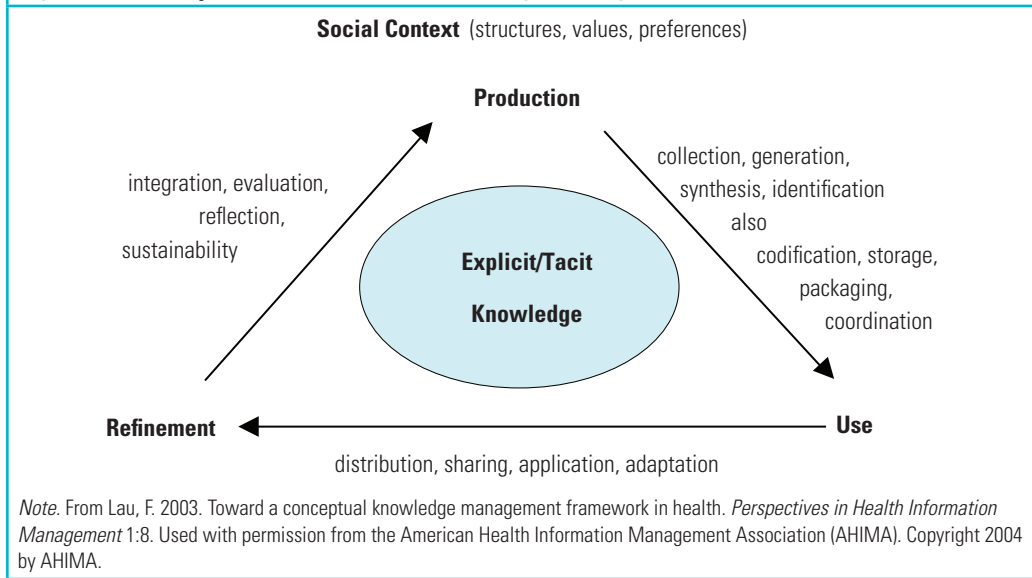 Social Context (structures, values, preferences)
Production
collection, generation,
synthesis, identification
also
codification, storage,
packaging,
coordination
integration, evaluation,
reflection,
sustainability
Explicit/Tacit
Knowledge
Refinement
Use
distribution, sharing, application, adaptation
Note. From Lau, F. 2003. Toward a conceptual knowledge management framework in health. Perspectives in Health Information
Management 1:8. Used with permission from the American Health Information Management Association (AHIMA). Copyright 2004
by AHIMA.